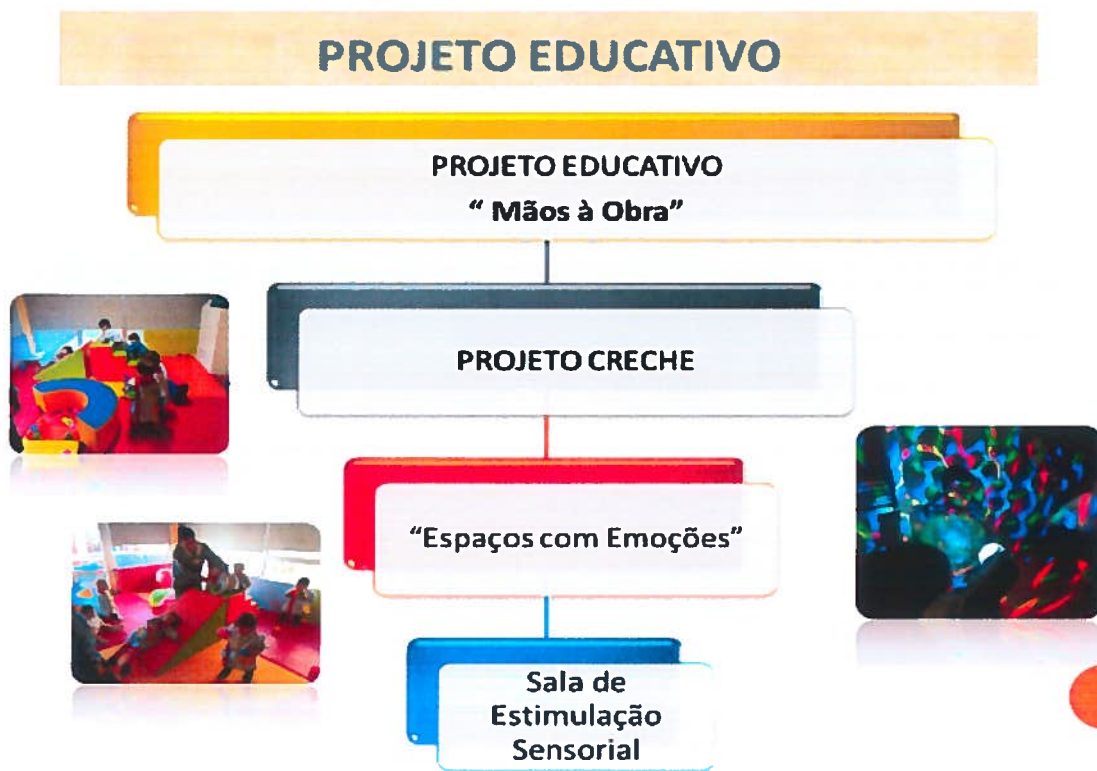 PROJETO EDUCATIVO
PROJETO EDUCATIVO
“ Mãos à Obra”
PROJETO CRECHE
“Espaços com Emoções”
Sala de
Estimulação
Sensorial